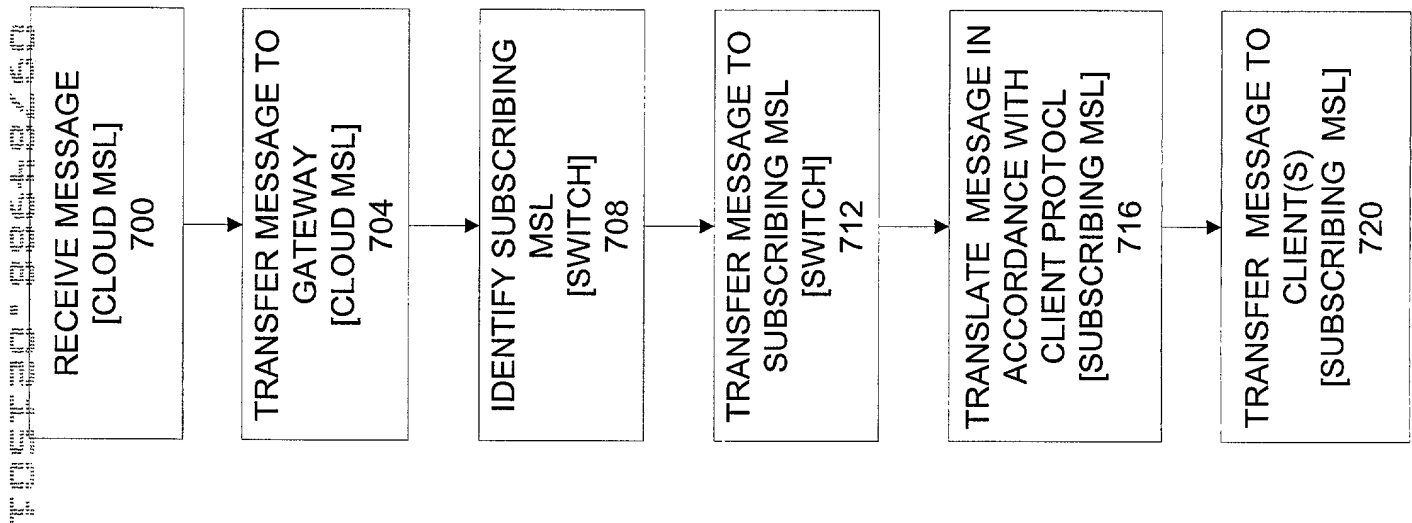 RECEIVE MESSAGE
[CLOUD MSL]
700
TRANSFER MESSAGE TO
GATEWAY
[CLOUD MSL]
704
IDENTIFY SUBSCRIBING
MSL
[SWITCH]
708
TRANSFER MESSAGE TO
SUBSCRIBING MSL
[SWITCH]
712
TRANSLATE MESSAGE IN
ACCORDANCE WITH
CLIENT PROTOCL
[SUBSCRIBING MSL]
716
TRANSFER MESSAGE TO
CLIENT(S)
[SUBSCRIBING MSL]
720